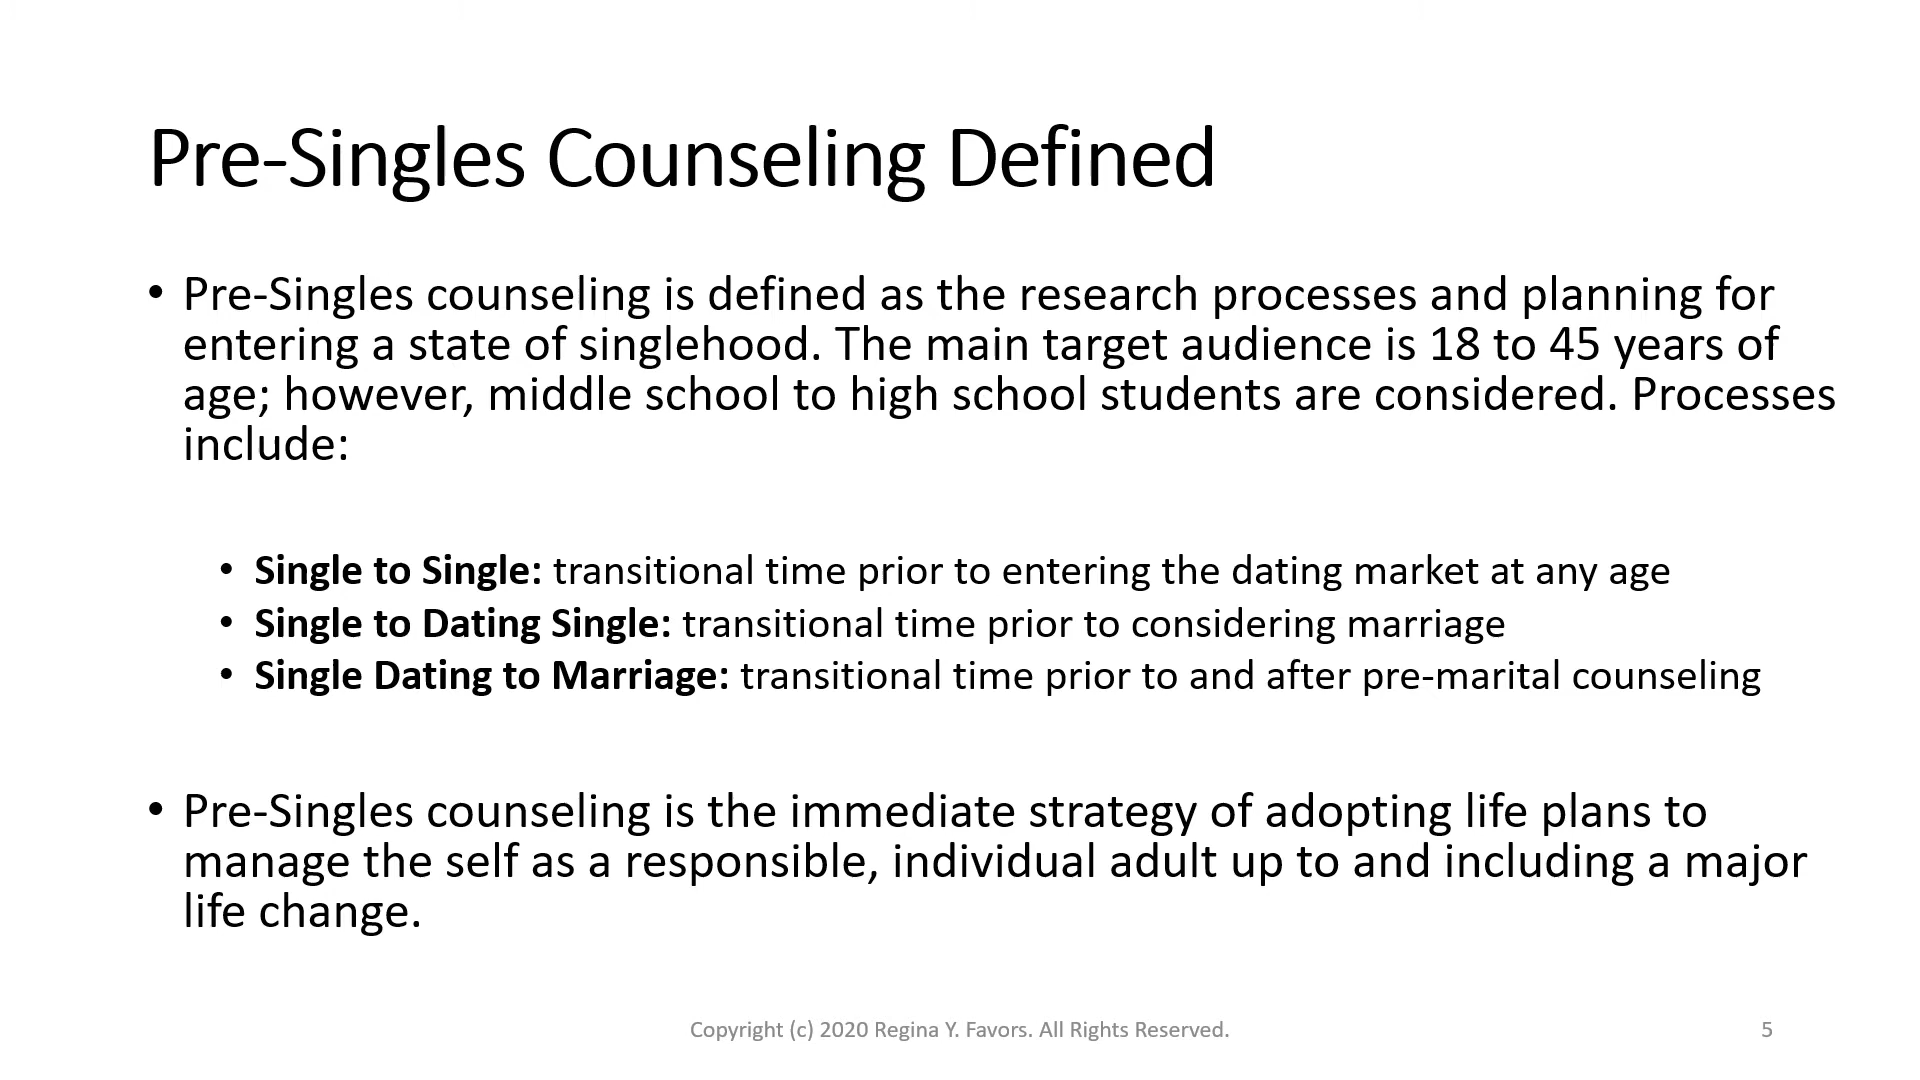 Pre-Singles Counseling Defined
• Pre-Singles counseling is defined as the research processes and planning for
entering a state of singlehood. The main target audience is 18 to 45 years of
age; however, middle school to high school students are considered. Processes
include:
• Single to Single: transitional time prior to entering the dating market at any age
• Single to Dating Single: transitional time prior to considering marriage
• Single Dating to Marriage: transitional time prior to and after pre-marital counseling
• Pre-Singles counseling is the immediate strategy of adopting life plans to
manage the self as a responsible, individual adult up to and including a major
life change.
Copyright (c) 2020 Regina Y. Favors. All Rights Reserved.
5